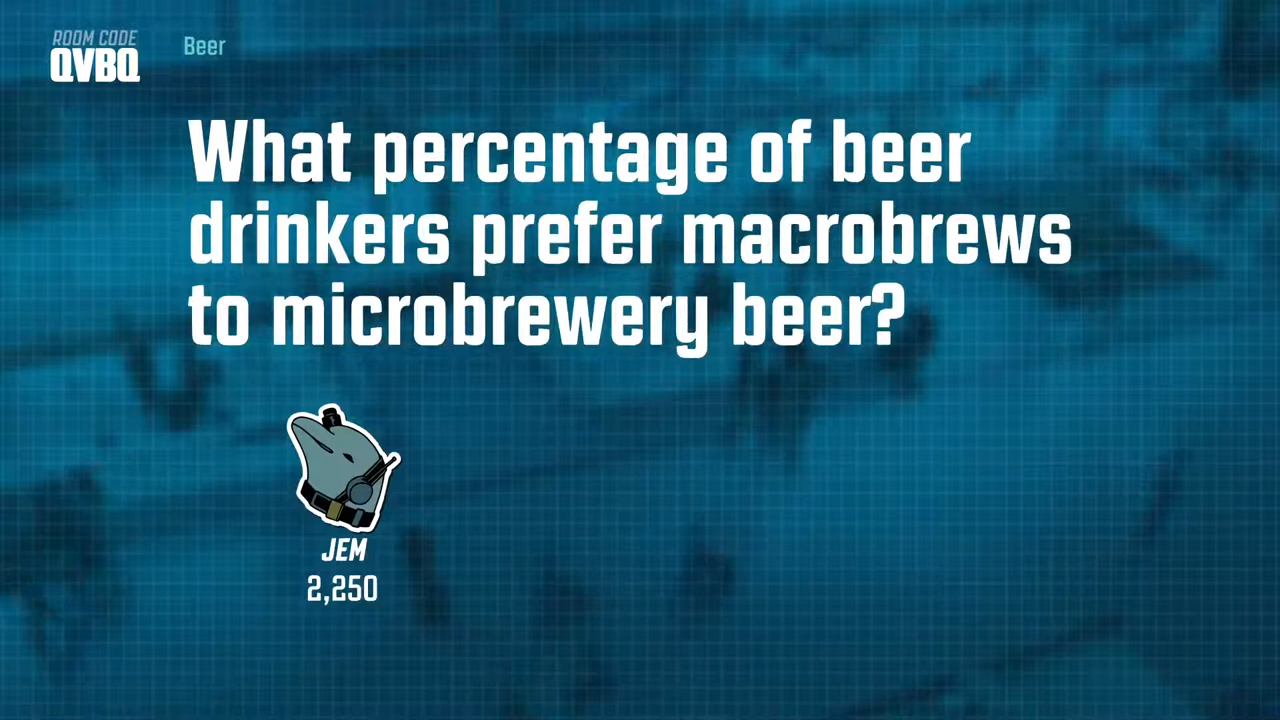 ROOM CODE
QVBQ
Beer
What percentage of beer
drinkers prefer macrobrews
to microbrewery beer?
JEM
2,250